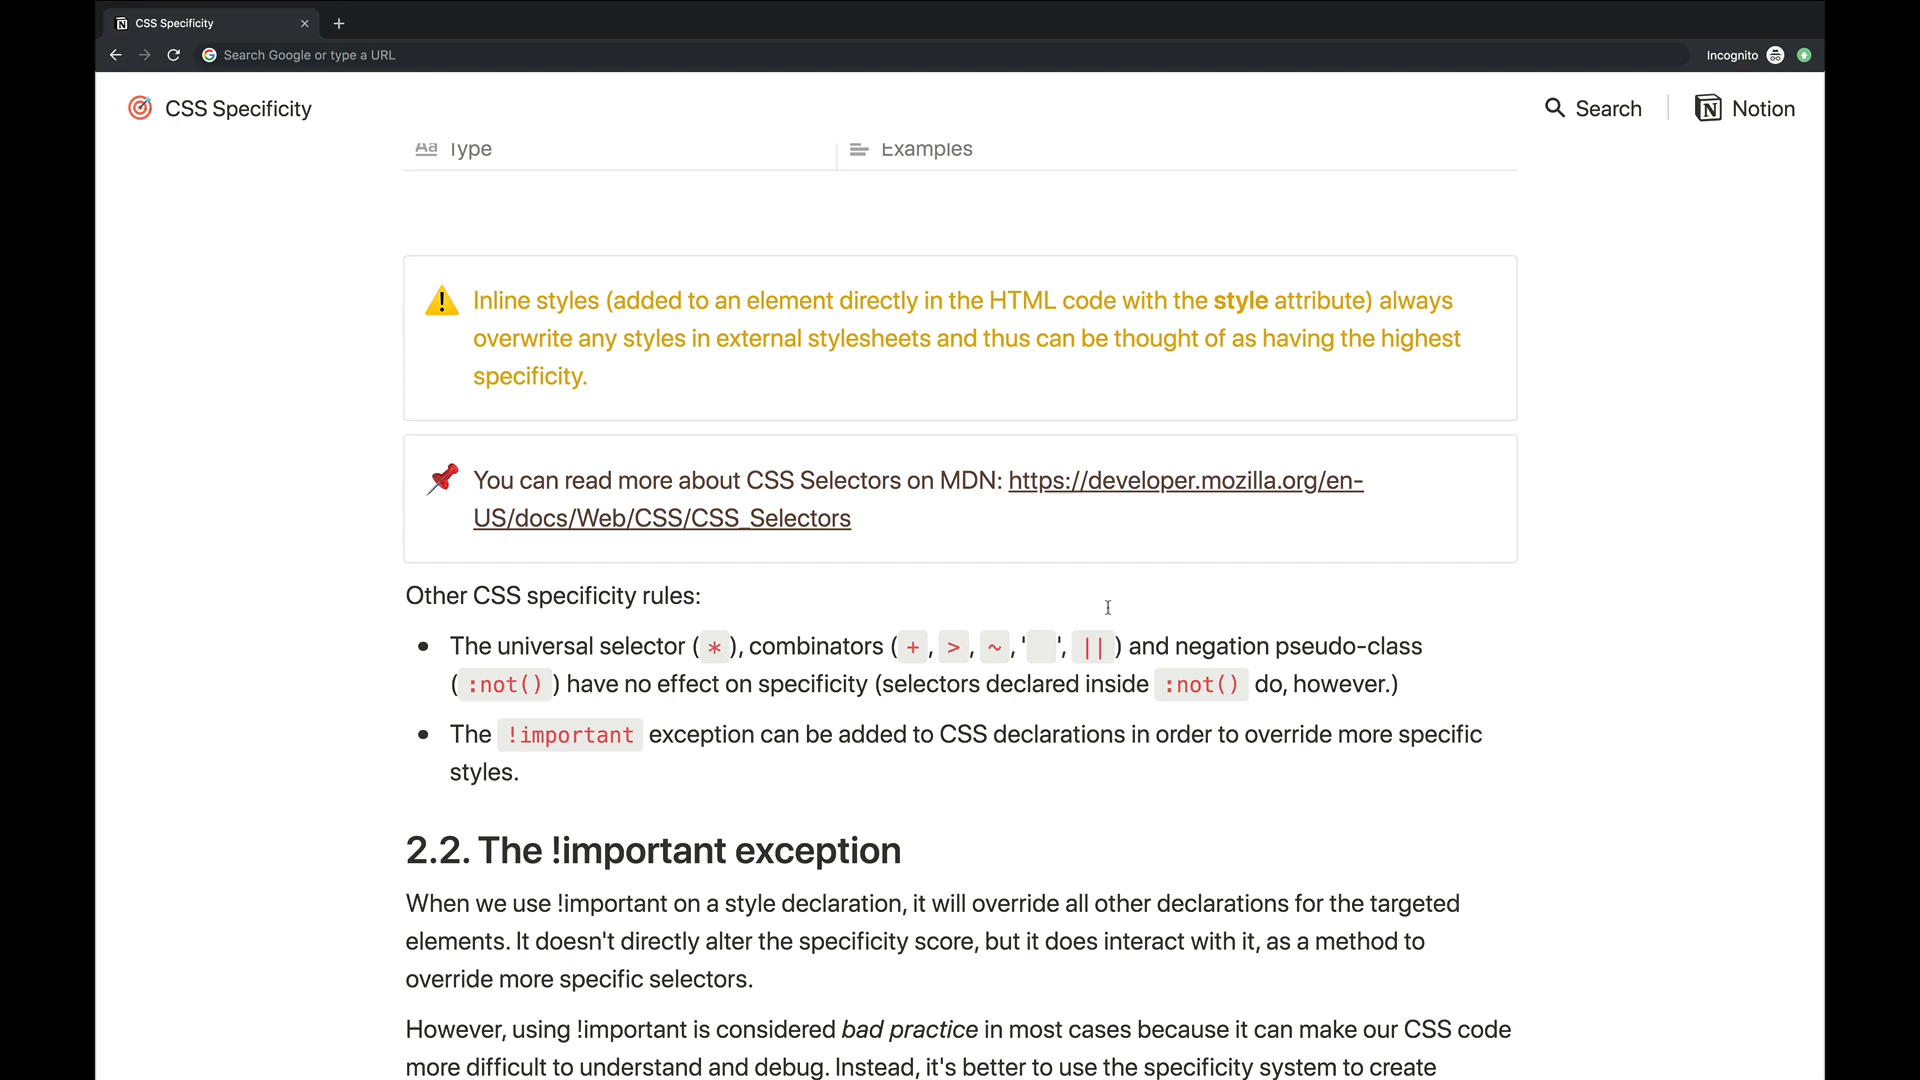 CSS Specificity
Search Google or type a URL
Incognito
CSS Specificity
Search
Notion
Aa Type
Examples
Inline styles (added to an element directly in the HTML code with the style attribute) always
overwrite any styles in external stylesheets and thus can be thought of as having the highest
specificity.
You can read more about CSS Selectors on MDN: https://developer.mozilla.org/en-
US/docs/Web/CSS/CSS_Selectors
Other CSS specificity rules:
• The universal selector ( * ), combinators ( + , > , ~ , ' ', || ) and negation pseudo-class
( :not() ) have no effect on specificity (selectors declared inside :not() do, however.)
• The !important exception can be added to CSS declarations in order to override more specific
styles.
2.2. The !important exception
When we use !important on a style declaration, it will override all other declarations for the targeted
elements. It doesn't directly alter the specificity score, but it does interact with it, as a method to
override more specific selectors.
However, using !important is considered bad practice in most cases because it can make our CSS code
more difficult to understand and debug. Instead, it's better to use the specificity system to create